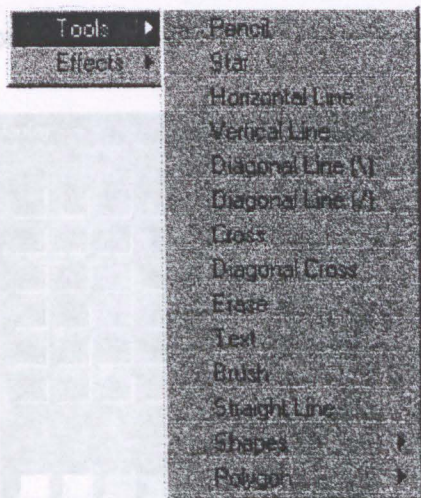 Tools
Effects
Pencil
Star
Horizontal Line
Vertical Line
Diagonal Line (\)
Diagonal Line (/)
Cross
Diagonal Cross
Erase
Text
Brush
Straight Line
Shapes
Polygon